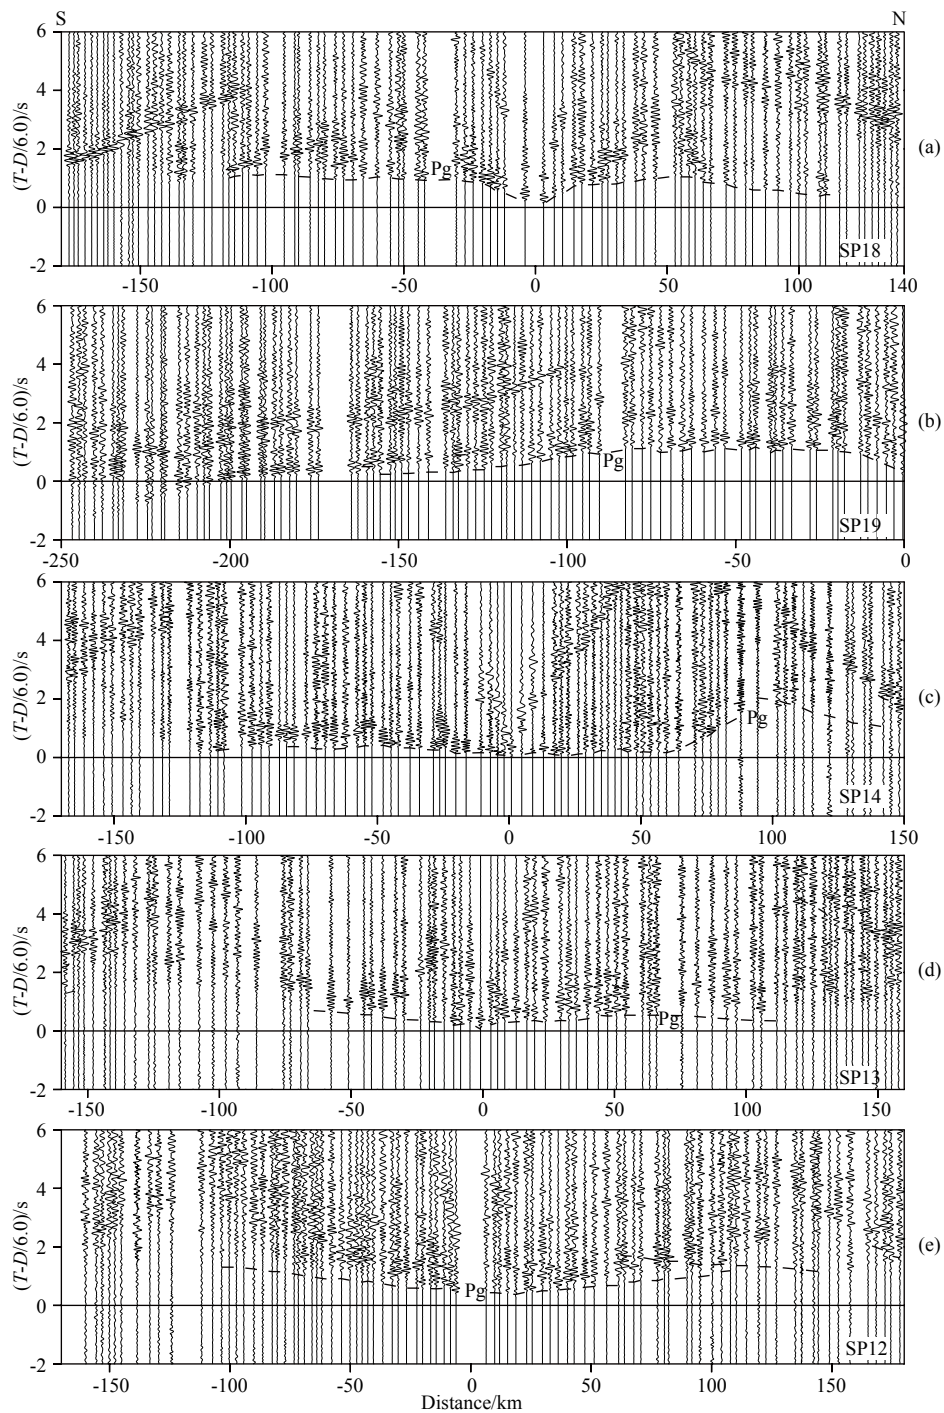 S N
6
4
2
0
-2
(T-D/6.0)/s
Pg
(a)
SP18
-150 -100 -50 0 50 100 140
6
4
2
0
-2
(T-D/6.0)/s
Pg
(b)
SP19
-250 -200 -150 -100 -50 0
6
4
2
0
-2
(T-D/6.0)/s
Pg
(c)
SP14
-150 -100 -50 0 50 100 150
6
4
2
0
-2
(T-D/6.0)/s
Pg
(d)
SP13
-150 -100 -50 0 50 100 150
6
4
2
0
-2
(T-D/6.0)/s
Pg
(e)
SP12
-150 -100 -50 0 50 100 150
Distance/km